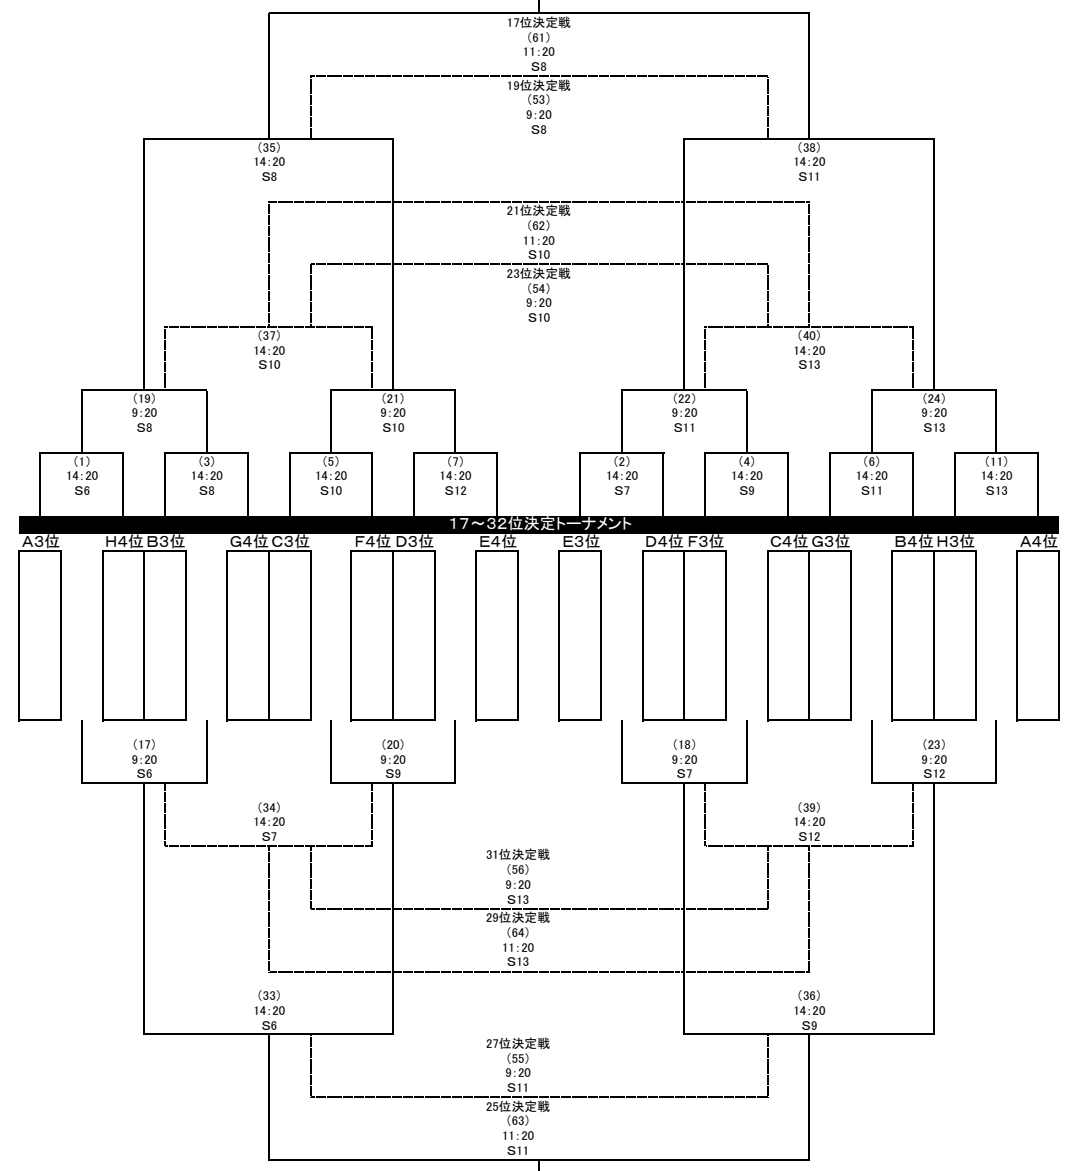 17位決定戦
(61)
11:20
S8
19位決定戦
(53)
9:20
S8
(35)
14:20
S8
(38)
14:20
S11
21位決定戦
(62)
11:20
S10
23位決定戦
(54)
9:20
S10
(37)
14:20
S10
(40)
14:20
S13
(19)
9:20
S8
(21)
9:20
S10
(22)
9:20
S11
(24)
9:20
S13
(1)
14:20
S6
(3)
14:20
S8
(5)
14:20
S10
(7)
14:20
S12
(2)
14:20
S7
(4)
14:20
S9
(6)
14:20
S11
(11)
14:20
S13
17～32位決定トーナメント
A3位 H4位 B3位 G4位 C3位 F4位 D3位 E4位 E3位 D4位 F3位 C4位 G3位 B4位 H3位 A4位
(17)
9:20
S6
(20)
9:20
S9
(18)
9:20
S7
(23)
9:20
S12
(34)
14:20
S7
(39)
14:20
S12
31位決定戦
(56)
9:20
S13
29位決定戦
(64)
11:20
S13
(33)
14:20
S6
(36)
14:20
S9
27位決定戦
(55)
9:20
S11
25位決定戦
(63)
11:20
S11